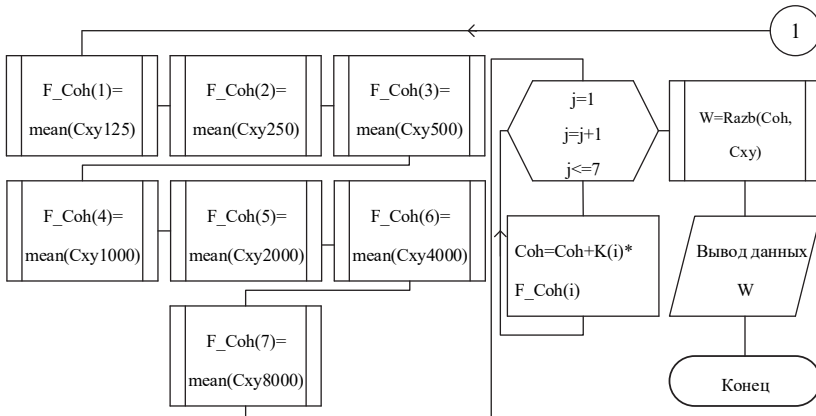 1
F_Coh(1)=
mean(Cxy125)
F_Coh(2)=
mean(Cxy250)
F_Coh(3)=
mean(Cxy500)
F_Coh(4)=
mean(Cxy1000)
F_Coh(5)=
mean(Cxy2000)
F_Coh(6)=
mean(Cxy4000)
F_Coh(7)=
mean(Cxy8000)
j=1
j=j+1
j<=7
Coh=Coh+K(i)*
F_Coh(i)
W=Razb(Coh,
Cxy)
Вывод данных
W
Конец